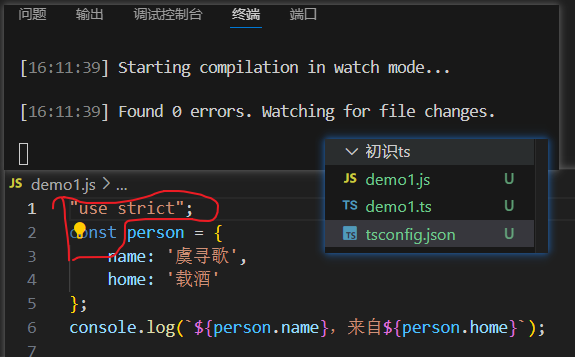 问题 输出 调试控制台 终端 端口
[16:11:39] Starting compilation in watch mode...
[16:11:39] Found 0 errors. Watching for file changes.
初识ts
JS demo1.js U
TS demo1.ts U
TS tsconfig.json U
JS demo1.js > ...
1 "use strict";
2 const person = {
3 name: '虞寻歌',
4 home: '载酒'
5 };
6 console.log(`${person.name}，来自${person.home}`);
7